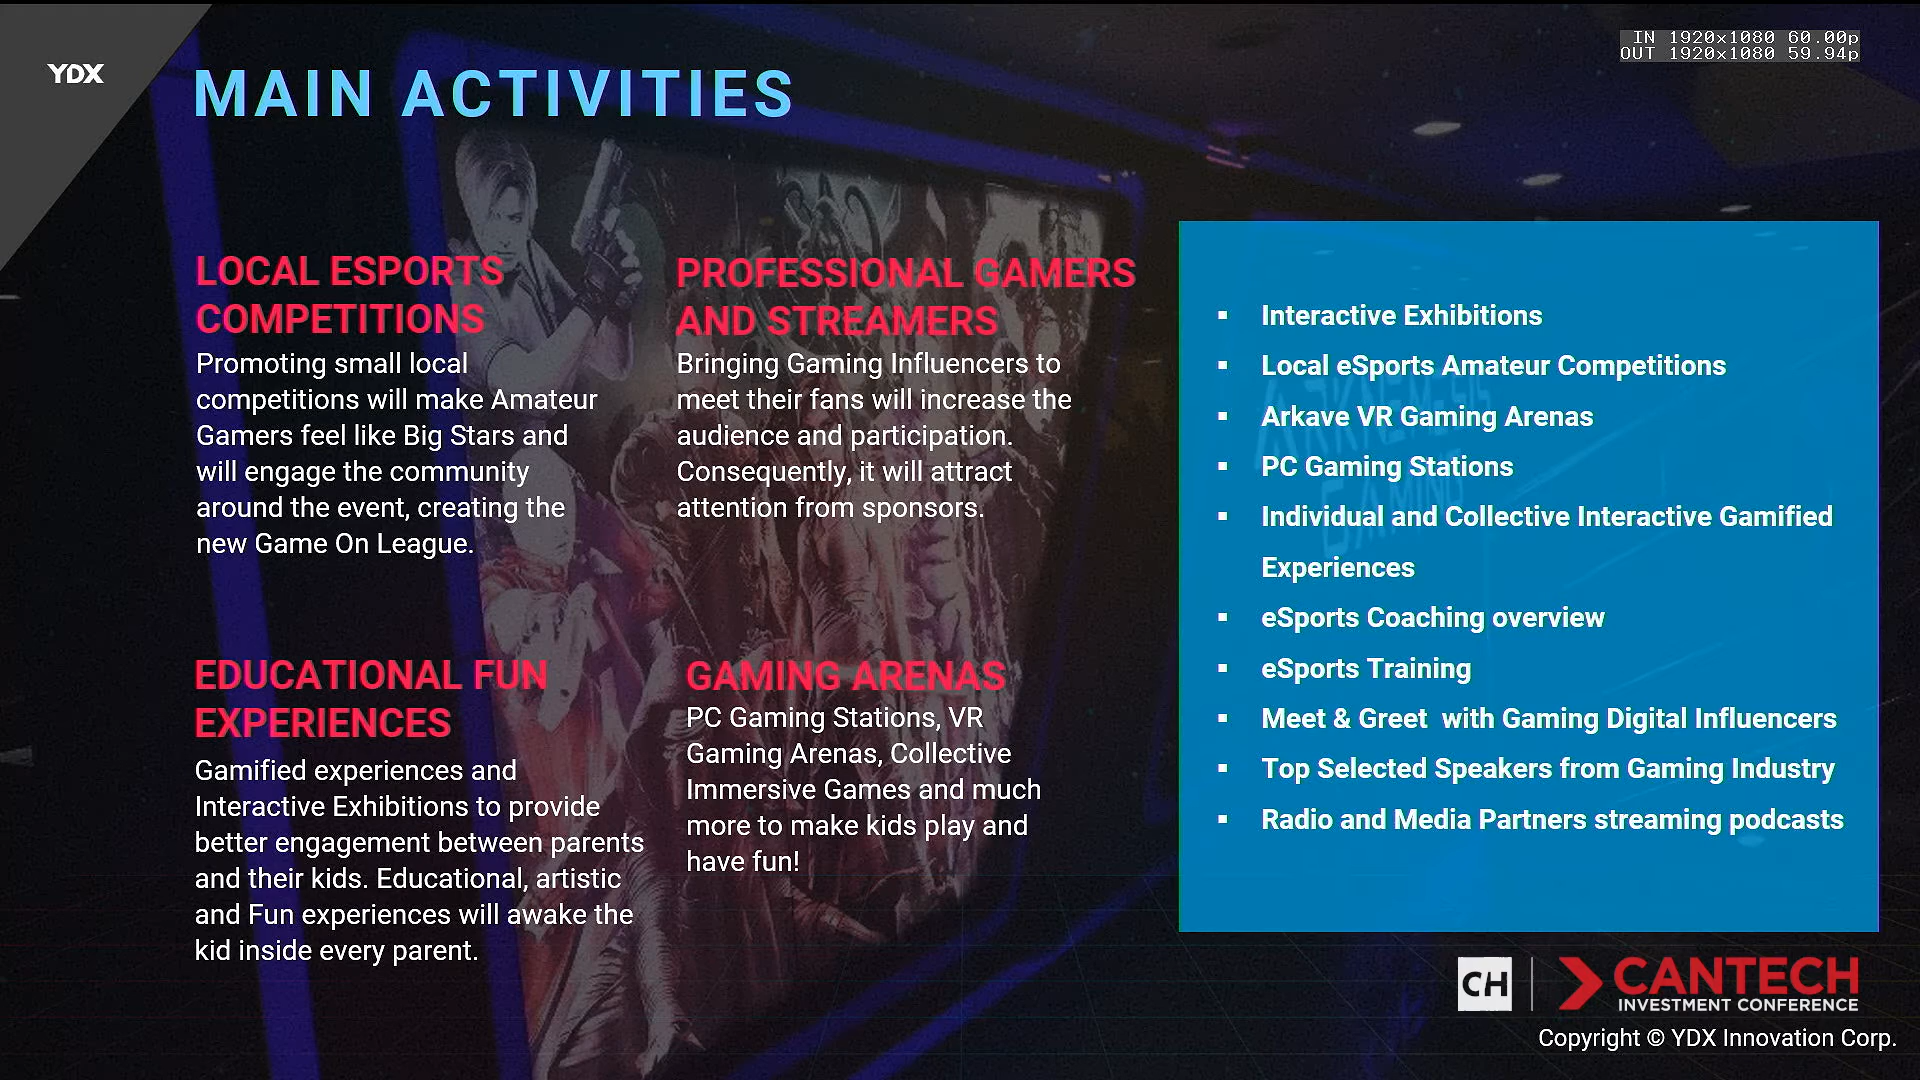 YDX
IN 1920x1080 60.00p
OUT 1920x1080 59.94p
MAIN ACTIVITIES
LOCAL ESPORTS
COMPETITIONS
Promoting small local
competitions will make Amateur
Gamers feel like Big Stars and
will engage the community
around the event, creating the
new Game On League.
PROFESSIONAL GAMERS
AND STREAMERS
Bringing Gaming Influencers to
meet their fans will increase the
audience and participation.
Consequently, it will attract
attention from sponsors.
EDUCATIONAL FUN
EXPERIENCES
Gamified experiences and
Interactive Exhibitions to provide
better engagement between parents
and their kids. Educational, artistic
and Fun experiences will awake the
kid inside every parent.
GAMING ARENAS
PC Gaming Stations, VR
Gaming Arenas, Collective
Immersive Games and much
more to make kids play and
have fun!
▪ Interactive Exhibitions
▪ Local eSports Amateur Competitions
▪ Arkave VR Gaming Arenas
▪ PC Gaming Stations
▪ Individual and Collective Interactive Gamified
Experiences
▪ eSports Coaching overview
▪ eSports Training
▪ Meet & Greet  with Gaming Digital Influencers
▪ Top Selected Speakers from Gaming Industry
▪ Radio and Media Partners streaming podcasts
CH
CANTECH
INVESTMENT CONFERENCE
Copyright © YDX Innovation Corp.